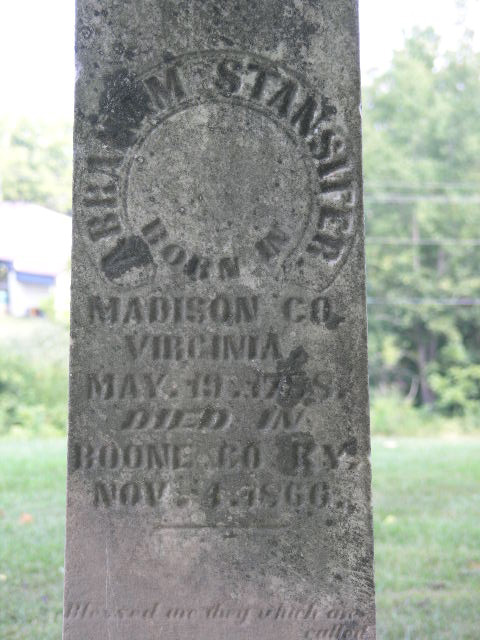 STANSIFER
BORN IN
MADISON CO.
VIRGINIA
MAY. 19.
DIED IN
BOONE CO KY.
NOV. 4. 1866.
Blessed are they which are
called